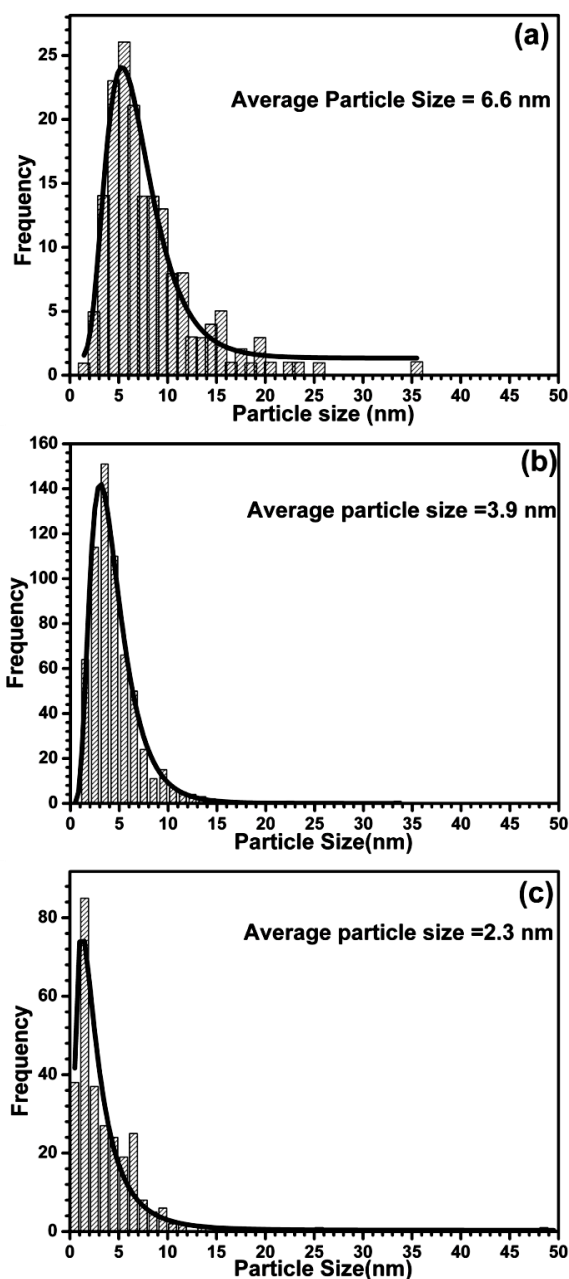 (a)
Average Particle Size = 6.6 nm
Frequency
25
20
15
10
5
0
0 5 10 15 20 25 30 35 40 45 50
Particle size (nm)
(b)
Average particle size =3.9 nm
Frequency
160
140
120
100
80
60
40
20
0
0 5 10 15 20 25 30 35 40 45 50
Particle Size(nm)
(c)
Average particle size =2.3 nm
Frequency
80
60
40
20
0
0 5 10 15 20 25 30 35 40 45 50
Particle Size(nm)